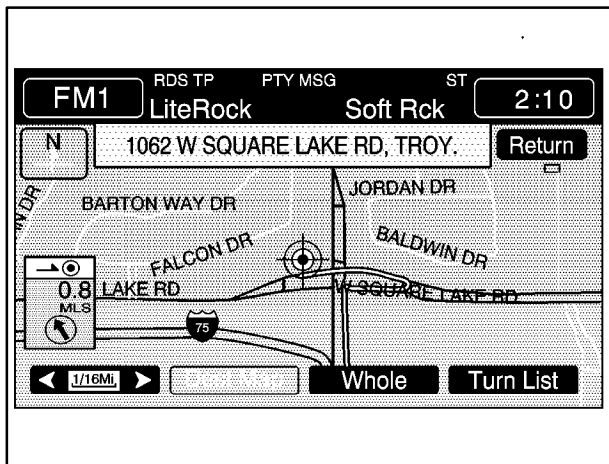 RDS TP PTY MSG ST
FM1 LiteRock Soft Rck 2:10
N 1062 W SQUARE LAKE RD, TROY. Return
JORDAN DR
BARTON WAY DR
BALDWIN DR
FALCON DR
0.8 LAKE RD
MLS
W SQUARE LAKE RD
75
1/16Mi, Whole Turn List